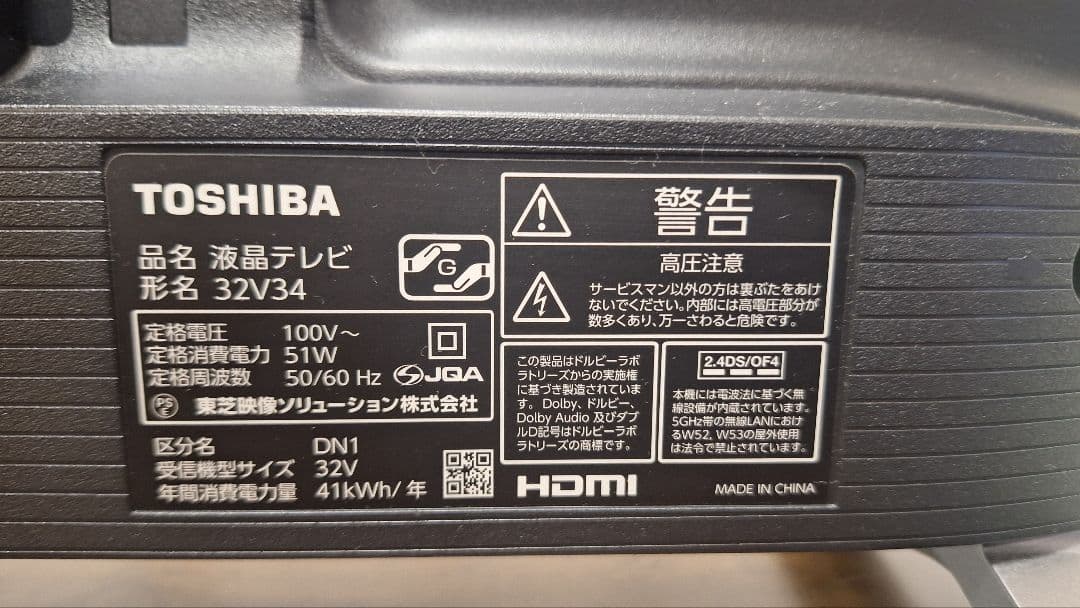 TOSHIBA
品名 液晶テレビ
形名 32V34
G
定格電圧 100V~
定格消費電力 51W
定格周波数 50/60 Hz
JQA
PS
E
東芝映像ソリューション株式会社
区分名 DN1
受信機型サイズ 32V
年間消費電力量 41kWh/年
警告
高圧注意
サービスマン以外の方は裏ぶたをあけ
ないでください。内部には高電圧部分が
数多くあり、万一さわると危険です。
この製品はドルビーラボ
ラトリーズからの実施権
に基づき製造されていま
す。Dolby、ドルビー、
Dolby Audio 及びダブ
ルD記号はドルビーラボ
ラトリーズの商標です。
2.4DS/OF4
本機には電波法に基づく無
線設備が内蔵されています。
5GHz帯の無線LANにおけ
るW52, W53の屋外使用
は法令で禁止されています。
HDMI
MADE IN CHINA